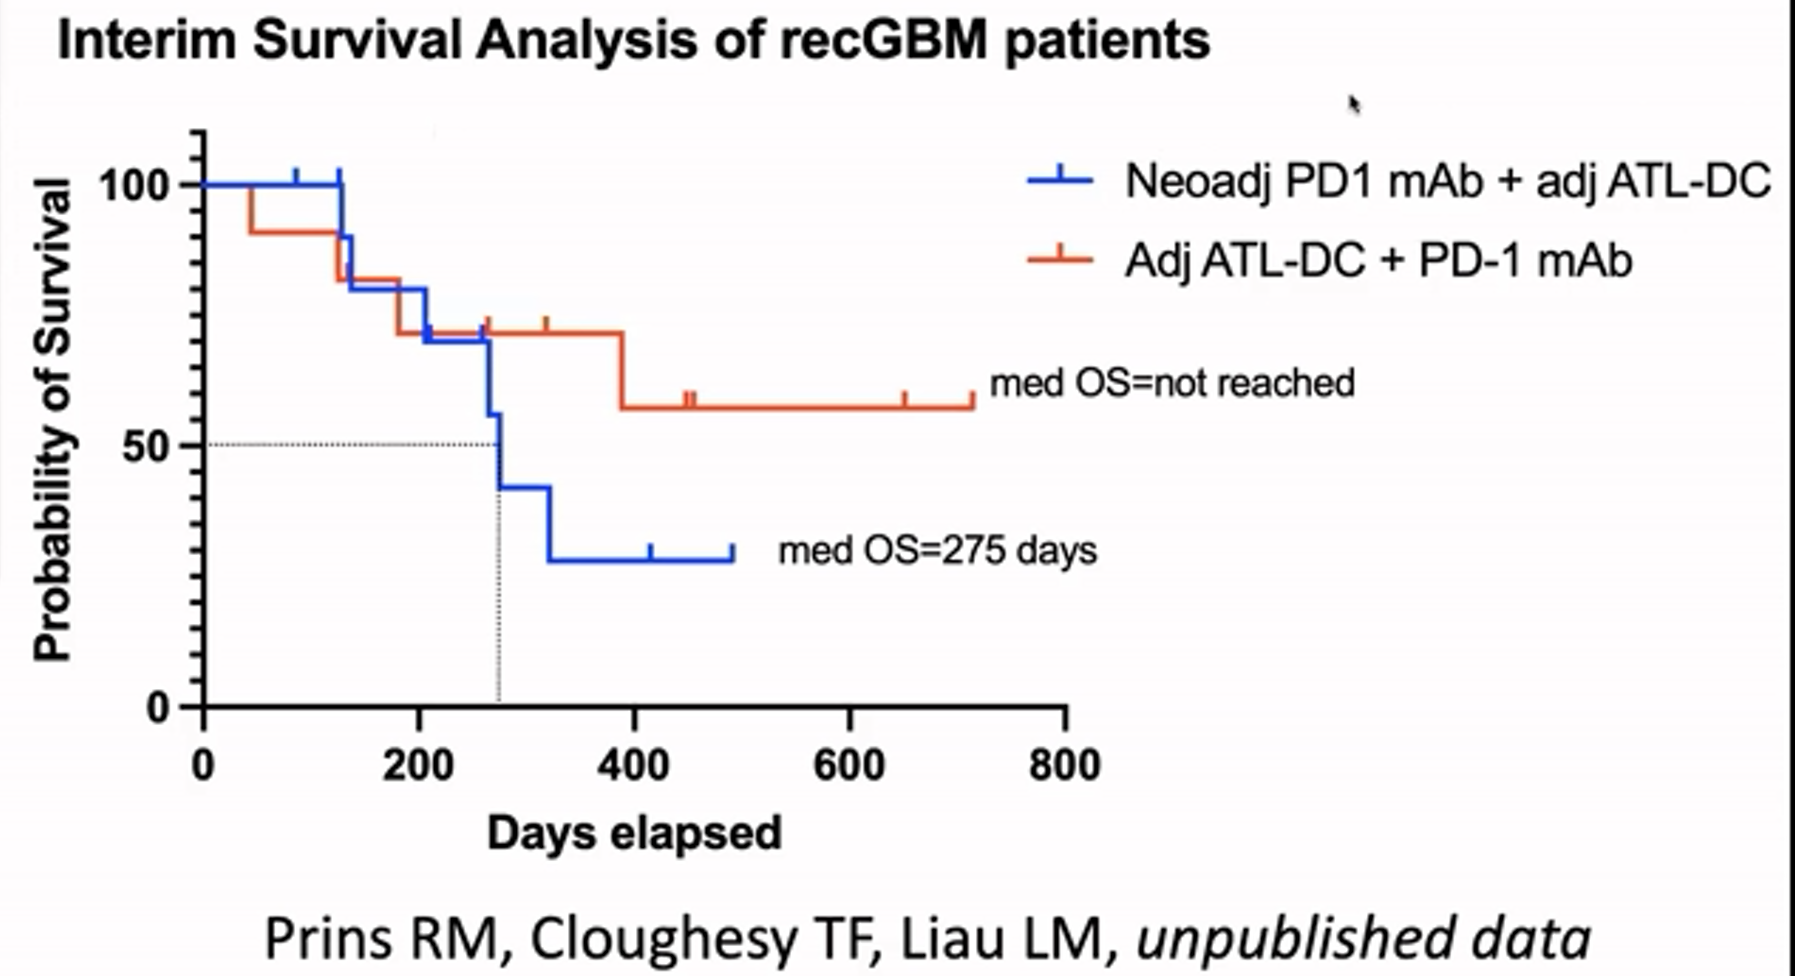 Interim Survival Analysis of recGBM patients
Neoadj PD1 mAb + adj ATL-DC
Adj ATL-DC + PD-1 mAb
Probability of Survival
100
50
0
med OS=not reached
med OS=275 days
0 200 400 600 800
Days elapsed
Prins RM, Cloughesy TF, Liau LM, unpublished data